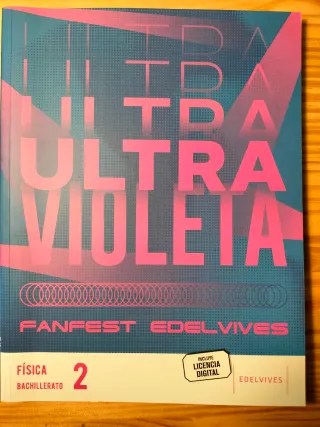 ULTRA
ULTRA
ULTRA
ULTRA
VIOLETA
FANFEST EDELVIVES
FÍSICA
BACHILLERATO 2
INCLUYE
LICENCIA
DIGITAL
EDELVIVES